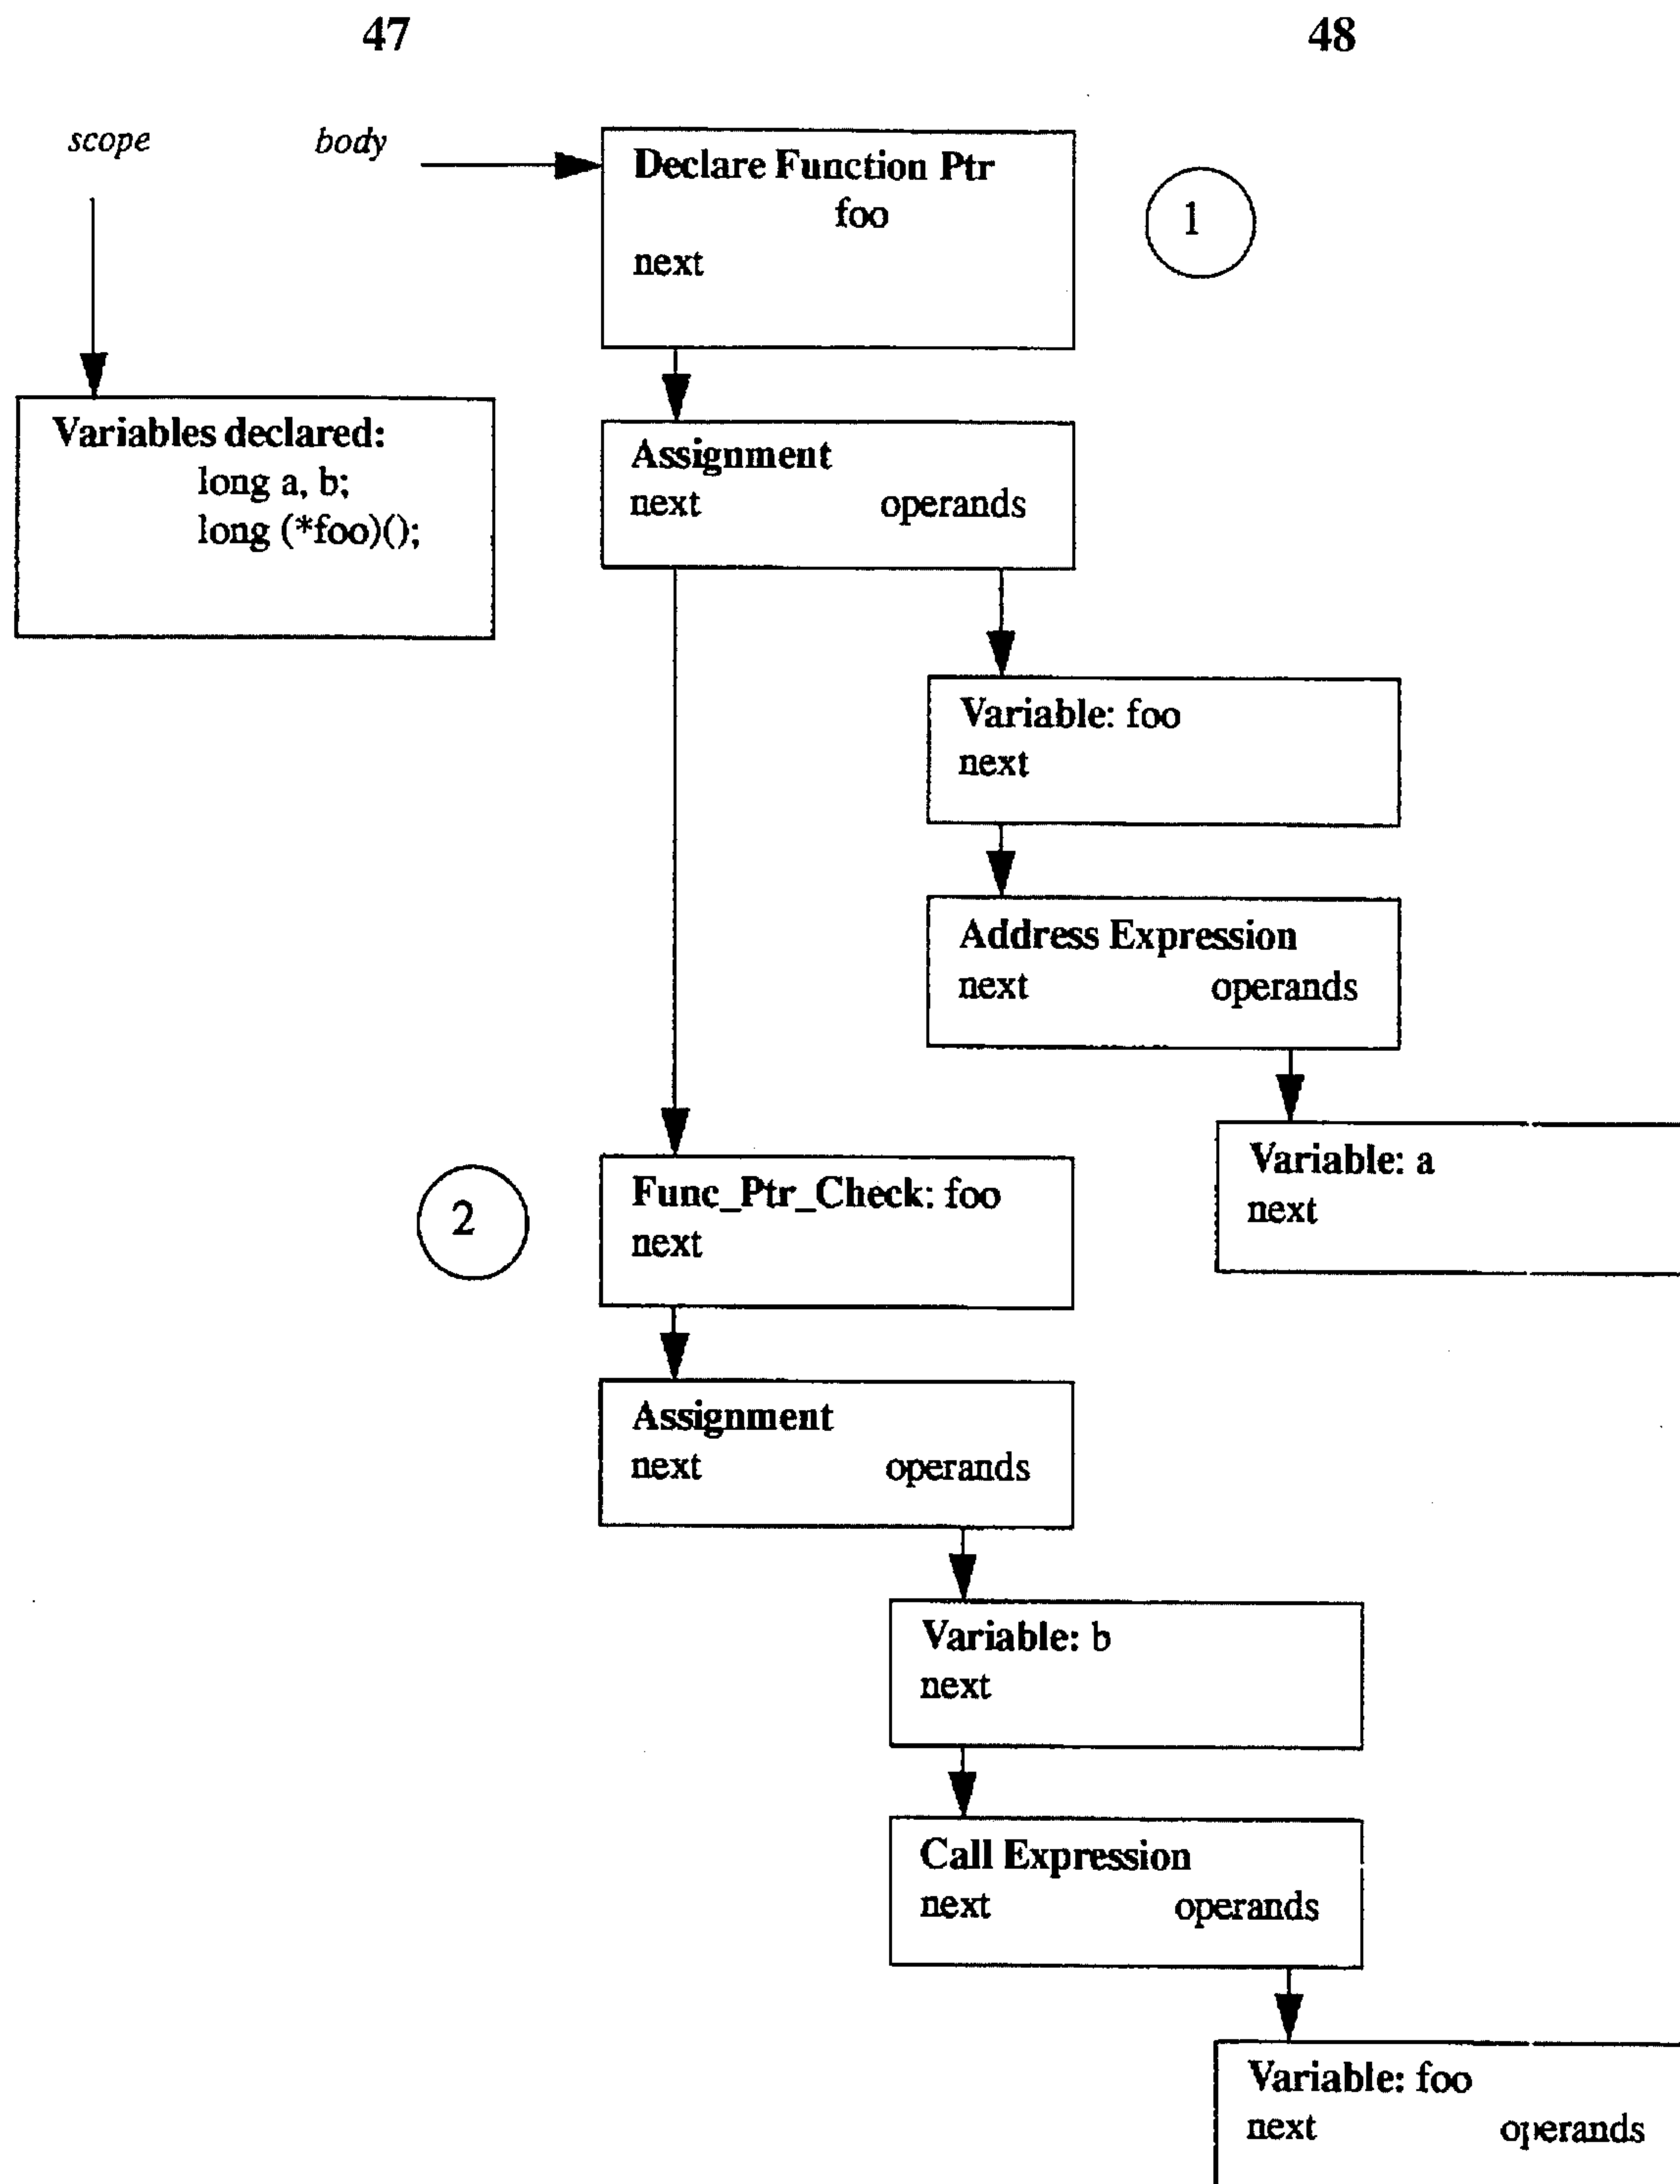 47
48
scope
body
Declare Function Ptr
foo
next
1
Variables declared:
long a, b;
long (*foo)();
Assignment
next operands
Variable: foo
next
Address Expression
next operands
Variable: a
next
2
Func_Ptr_Check: foo
next
Assignment
next operands
Variable: b
next
Call Expression
next operands
Variable: foo
next operands